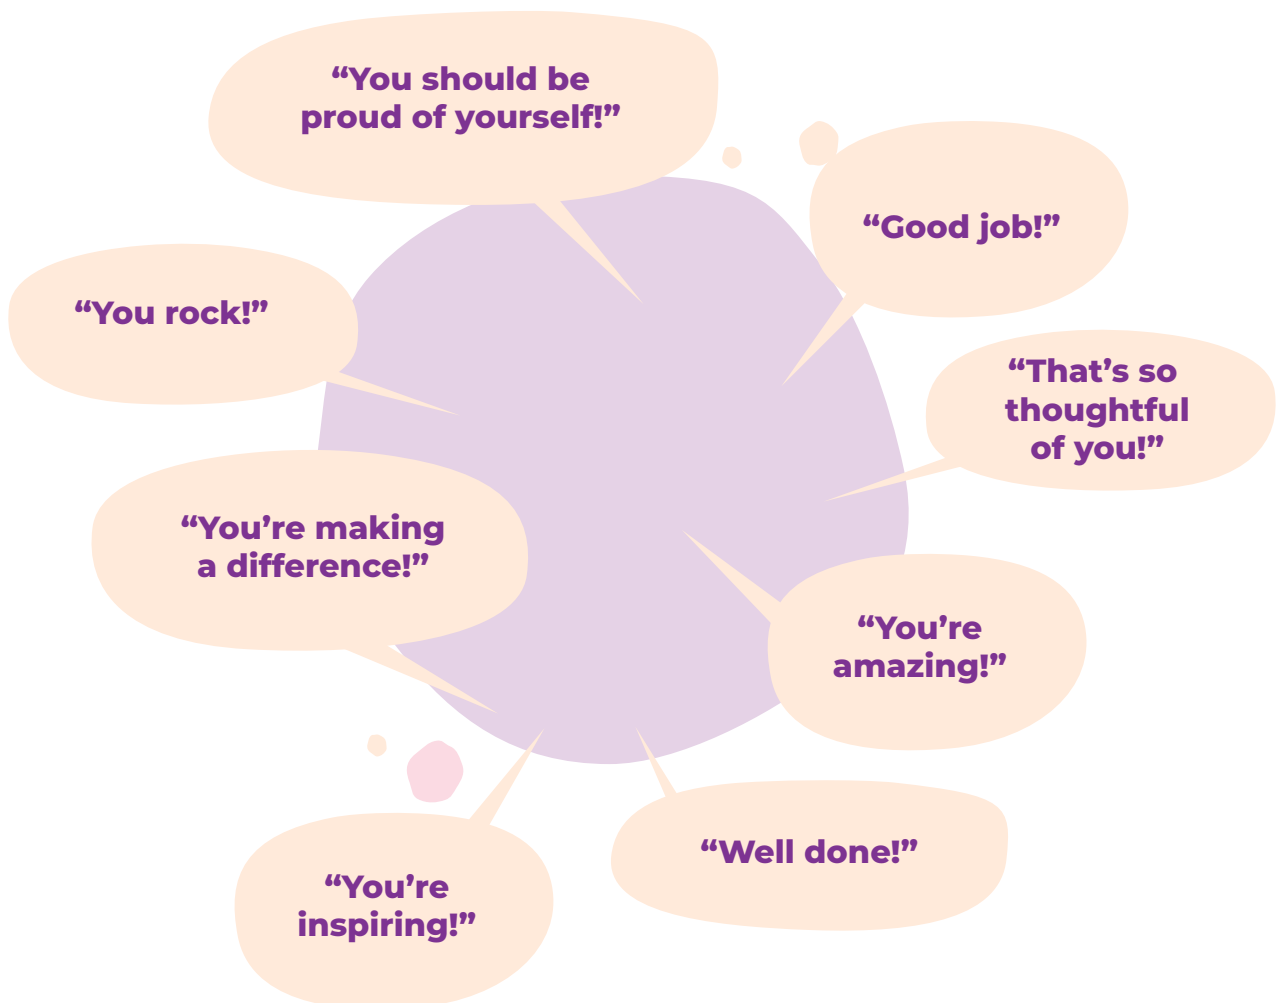 “You should be
proud of yourself!”
“Good job!”
“You rock!”
“That’s so
thoughtful
of you!”
“You’re making
a difference!”
“You’re
amazing!”
“Well done!”
“You’re
inspiring!”